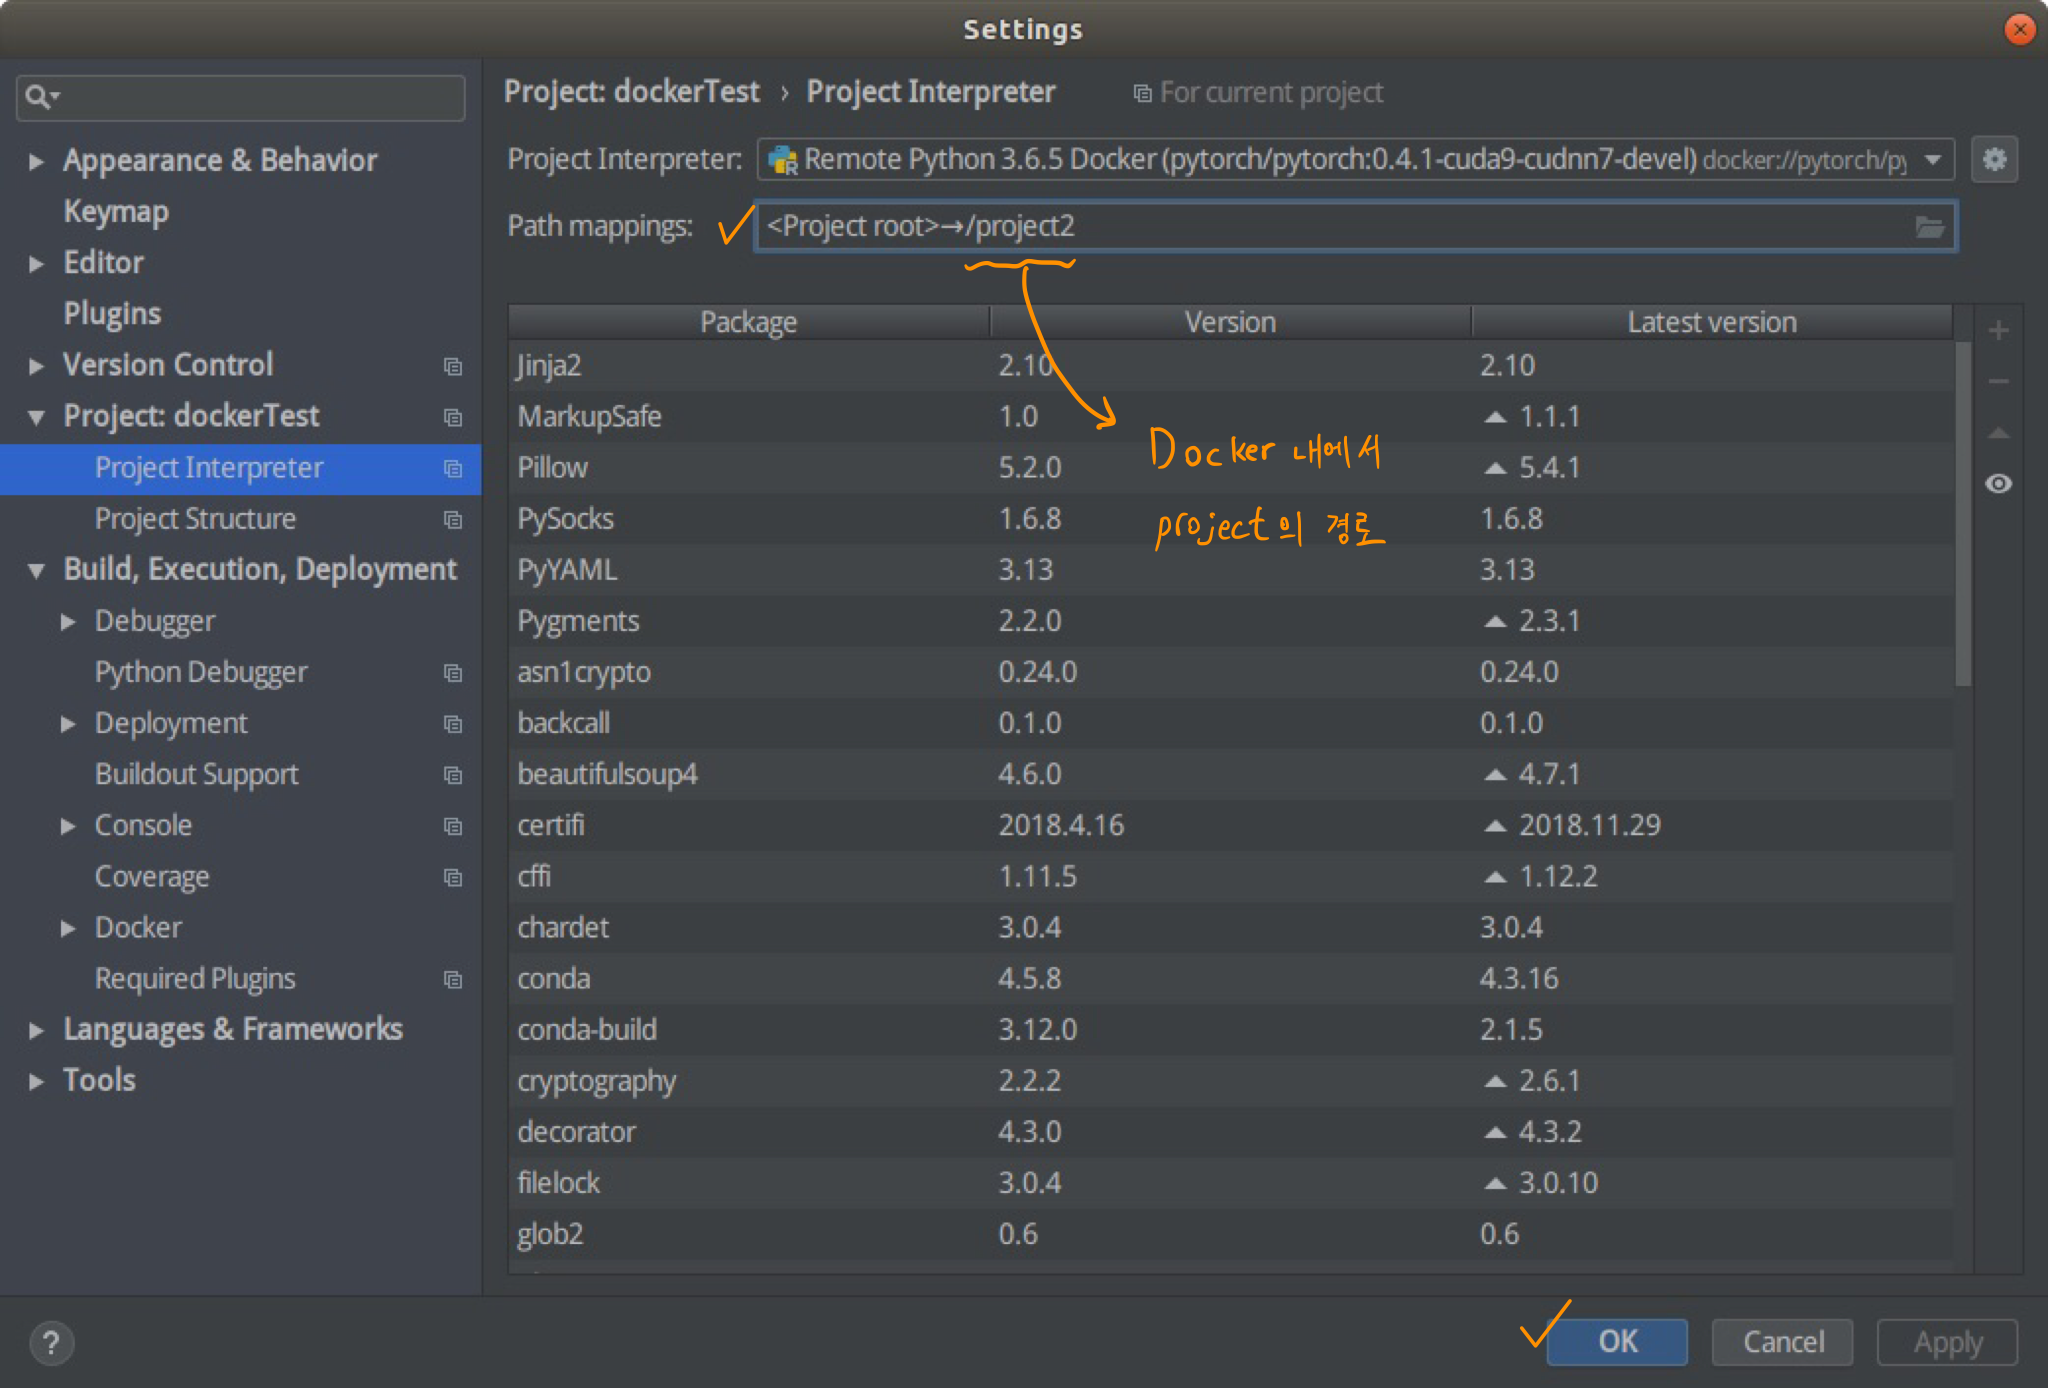 Settings
Project: dockerTest › Project Interpreter For current project
Project Interpreter: Remote Python 3.6.5 Docker (pytorch/pytorch:0.4.1-cuda9-cudnn7-devel) docker://pytorch/py
Path mappings: <Project root>→/project2
Docker 내에서
project의 경로
Appearance & Behavior
Keymap
Editor
Plugins
Version Control
Project: dockerTest
Project Interpreter
Project Structure
Build, Execution, Deployment
Debugger
Python Debugger
Deployment
Buildout Support
Console
Coverage
Docker
Required Plugins
Languages & Frameworks
Tools
Package Version Latest version
Jinja2 2.10 2.10
MarkupSafe 1.0 1.1.1
Pillow 5.2.0 5.4.1
PySocks 1.6.8 1.6.8
PyYAML 3.13 3.13
Pygments 2.2.0 2.3.1
asn1crypto 0.24.0 0.24.0
backcall 0.1.0 0.1.0
beautifulsoup4 4.6.0 4.7.1
certifi 2018.4.16 2018.11.29
cffi 1.11.5 1.12.2
chardet 3.0.4 3.0.4
conda 4.5.8 4.3.16
conda-build 3.12.0 2.1.5
cryptography 2.2.2 2.6.1
decorator 4.3.0 4.3.2
filelock 3.0.4 3.0.10
glob2 0.6 0.6
? OK Cancel Apply